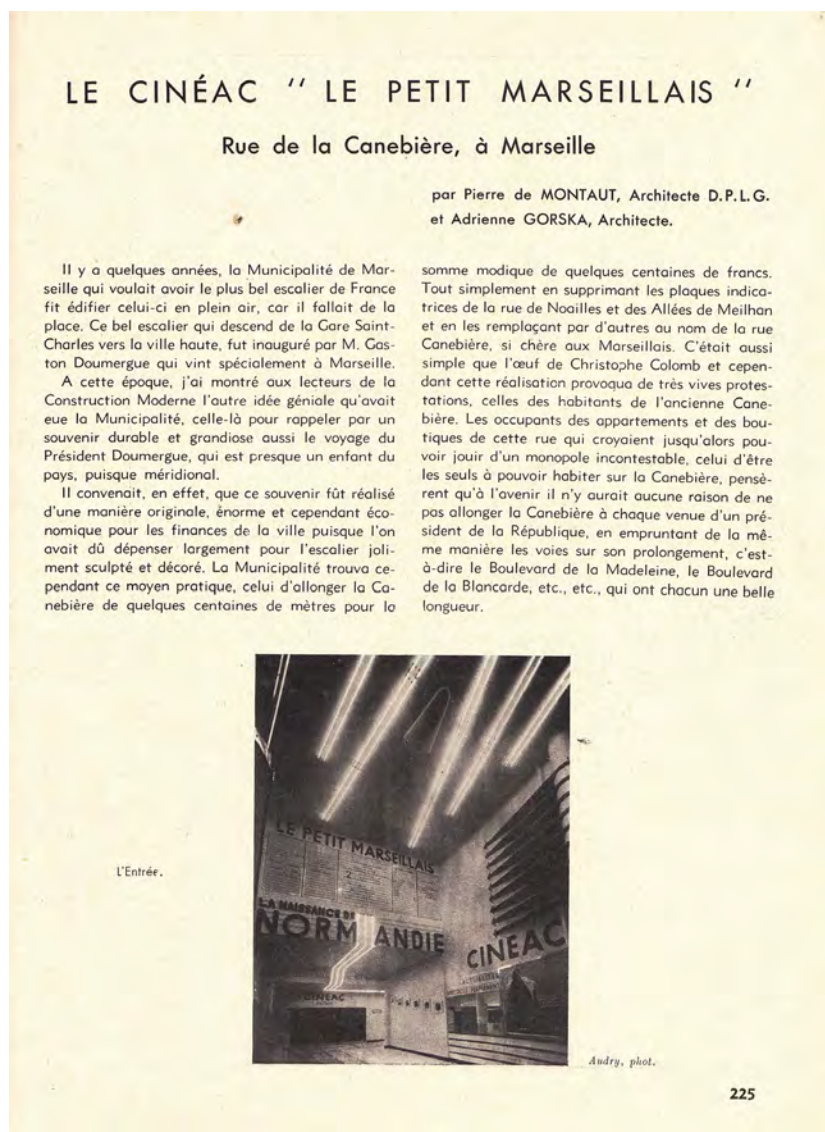 LE CINÉAC " LE PETIT MARSEILLAIS "
Rue de la Canebière, à Marseille
par Pierre de MONTAUT, Architecte D.P.L.G.
et Adrienne GORSKA, Architecte.
Il y a quelques années, la Municipalité de Mar-
seille qui voulait avoir le plus bel escalier de France
fit édifier celui-ci en plein air, car il fallait de la
place. Ce bel escalier qui descend de la Gare Saint-
Charles vers la ville haute, fut inauguré par M. Gas-
ton Doumergue qui vint spécialement à Marseille.
A cette époque, j'ai montré aux lecteurs de la
Construction Moderne l'autre idée géniale qu'avait
eue la Municipalité, celle-là pour rappeler par un
souvenir durable et grandiose aussi le voyage du
Président Doumergue, qui est presque un enfant du
pays, puisque méridional.
Il convenait, en effet, que ce souvenir fût réalisé
d'une manière originale, énorme et cependant éco-
nomique pour les finances de la ville puisque l'on
avait dû dépenser largement pour l'escalier joli-
ment sculpté et décoré. La Municipalité trouva ce-
pendant ce moyen pratique, celui d'allonger la Ca-
nebière de quelques centaines de mètres pour la
somme modique de quelques centaines de francs.
Tout simplement en supprimant les plaques indica-
trices de la rue de Noailles et des Allées de Meilhan
et en les remplaçant par d'autres au nom de la rue
Canebière, si chère aux Marseillais. C'était aussi
simple que l'œuf de Christophe Colomb et cepen-
dant cette réalisation provoqua de très vives protes-
tations, celles des habitants de l'ancienne Cane-
bière. Les occupants des appartements et des bou-
tiques de cette rue qui croyaient jusqu'alors pou-
voir jouir d'un monopole incontestable, celui d'être
les seuls à pouvoir habiter sur la Canebière, pensè-
rent qu'à l'avenir il n'y aurait aucune raison de ne
pas allonger la Canebière à chaque venue d'un pré-
sident de la République, en empruntant de la mê-
me manière les voies sur son prolongement, c'est-
à-dire le Boulevard de la Madeleine, le Boulevard
de la Blancarde, etc., etc., qui ont chacun une belle
longueur.
LE PETIT MARSEILLAIS
LA NAISSANCE DE
NORMANDIE
CINÉAC
CINÉAC
L'Entrée.
Audry, phot.
225